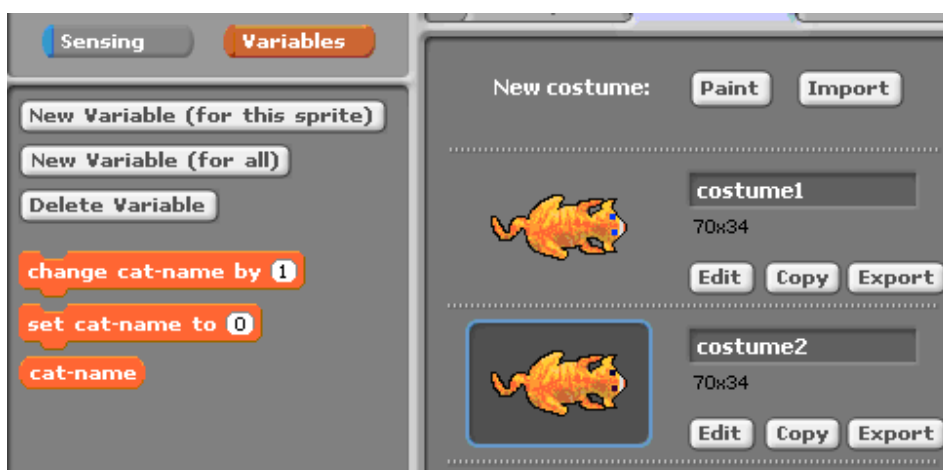 Sensing
Variables
New Variable (for this sprite)
New Variable (for all)
Delete Variable
change cat-name by 1
set cat-name to 0
cat-name
New costume:
Paint
Import
costume1
70x34
Edit
Copy
Export
costume2
70x34
Edit
Copy
Export